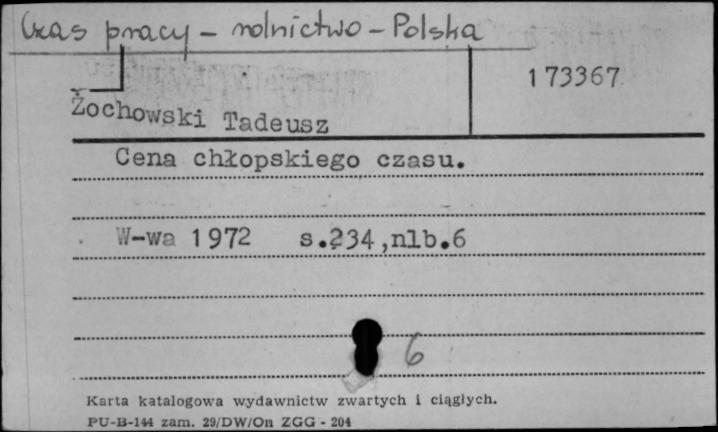 Czas pracy - rolnictwo - Polska
173367
Żochowski Tadeusz
Cena chłopskiego czasu.
W-wa 1972 s.234,nlb.6
6
Karta katalogowa wydawnictw zwartych i ciągłych.
PU-B-144 zam. 29/DW/On ZGG - 204